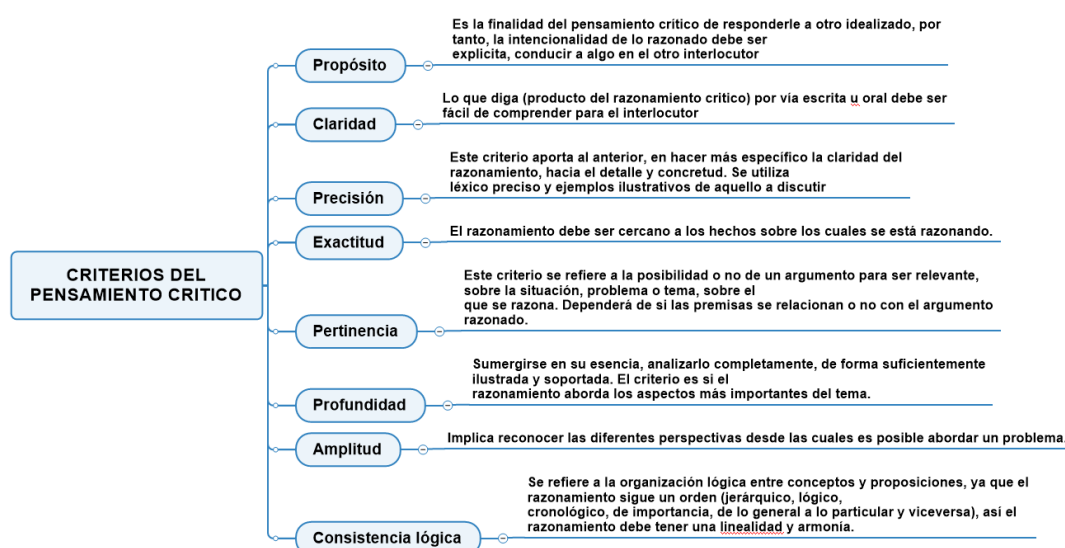 Es la finalidad del pensamiento critico de responderle a otro idealizado, por
tanto, la intencionalidad de lo razonado debe ser
explicita, conducir a algo en el otro interlocutor
Propósito
Lo que diga (producto del razonamiento critico) por vía escrita u oral debe ser
fácil de comprender para el interlocutor
Claridad
Este criterio aporta al anterior, en hacer más específico la claridad del
razonamiento, hacia el detalle y concretud. Se utiliza
léxico preciso y ejemplos ilustrativos de aquello a discutir
Precisión
El razonamiento debe ser cercano a los hechos sobre los cuales se está razonando.
Exactitud
CRITERIOS DEL
PENSAMIENTO CRITICO
Este criterio se refiere a la posibilidad o no de un argumento para ser relevante,
sobre la situación, problema o tema, sobre el
que se razona. Dependerá de si las premisas se relacionan o no con el argumento
razonado.
Pertinencia
Sumergirse en su esencia, analizarlo completamente, de forma suficientemente
ilustrada y soportada. El criterio es si el
razonamiento aborda los aspectos más importantes del tema.
Profundidad
Amplitud
Implica reconocer las diferentes perspectivas desde las cuales es posible abordar un problema.
Se refiere a la organización lógica entre conceptos y proposiciones, ya que el
razonamiento sigue un orden (jerárquico, lógico,
cronológico, de importancia, de lo general a lo particular y viceversa), así el
razonamiento debe tener una linealidad y armonía.
Consistencia lógica